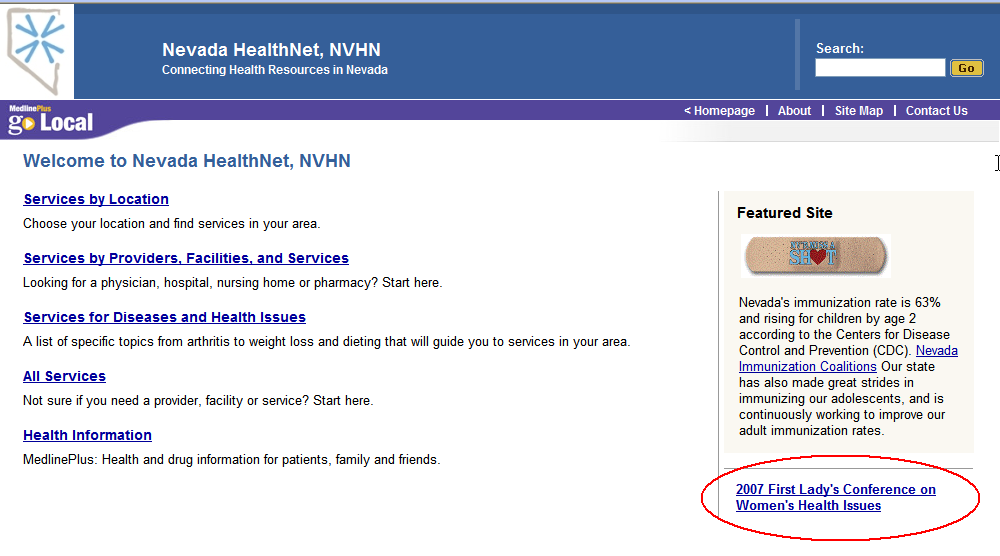 Nevada HealthNet, NVHN
Connecting Health Resources in Nevada
Search:
Go
MedlinePlus
go Local
< Homepage | About | Site Map | Contact Us
Welcome to Nevada HealthNet, NVHN
Services by Location
Choose your location and find services in your area.
Services by Providers, Facilities, and Services
Looking for a physician, hospital, nursing home or pharmacy? Start here.
Services for Diseases and Health Issues
A list of specific topics from arthritis to weight loss and dieting that will guide you to services in your area.
All Services
Not sure if you need a provider, facility or service? Start here.
Health Information
MedlinePlus: Health and drug information for patients, family and friends.
Featured Site
SHOT
Nevada's immunization rate is 63%
and rising for children by age 2
according to the Centers for Disease
Control and Prevention (CDC). Nevada
Immunization Coalitions Our state
has also made great strides in
immunizing our adolescents, and is
continuously working to improve our
adult immunization rates.
2007 First Lady's Conference on
Women's Health Issues